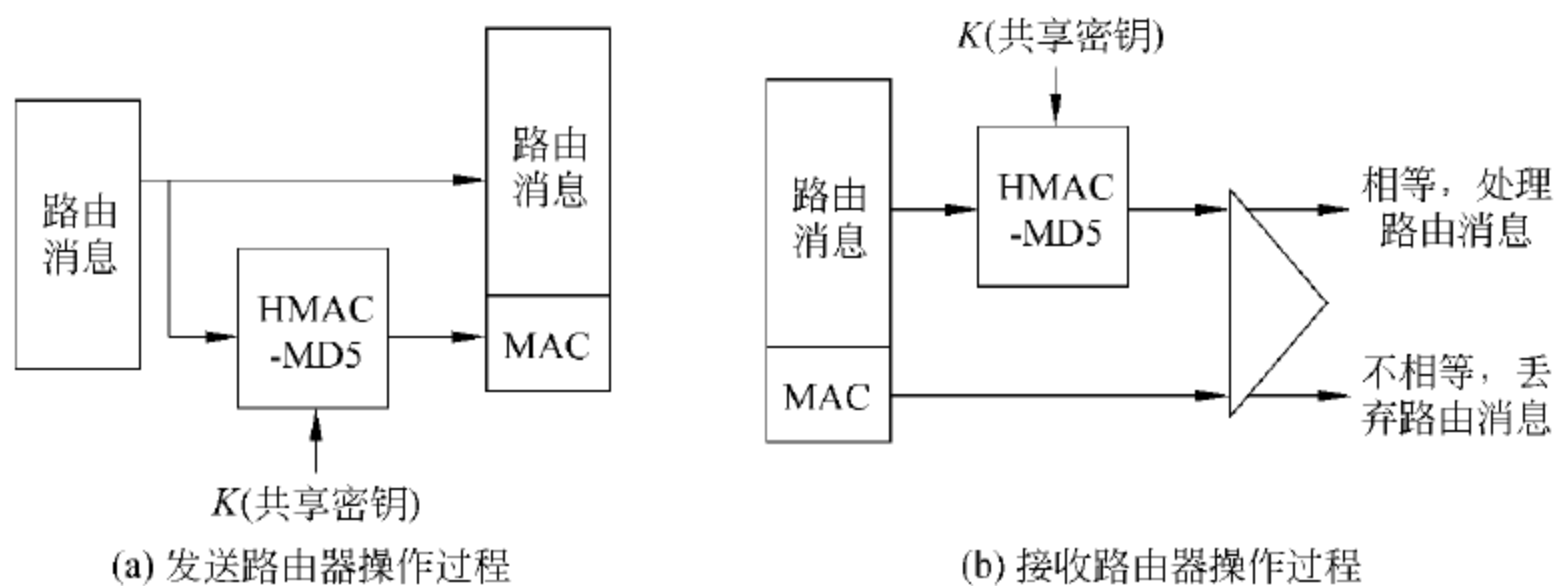 路由
消息
HMAC
-MD5
K(共享密钥)
路由
消息
MAC
(a) 发送路由器操作过程
K(共享密钥)
路由
消息
MAC
HMAC
-MD5
相等，处理
路由消息
不相等，丢
弃路由消息
(b) 接收路由器操作过程